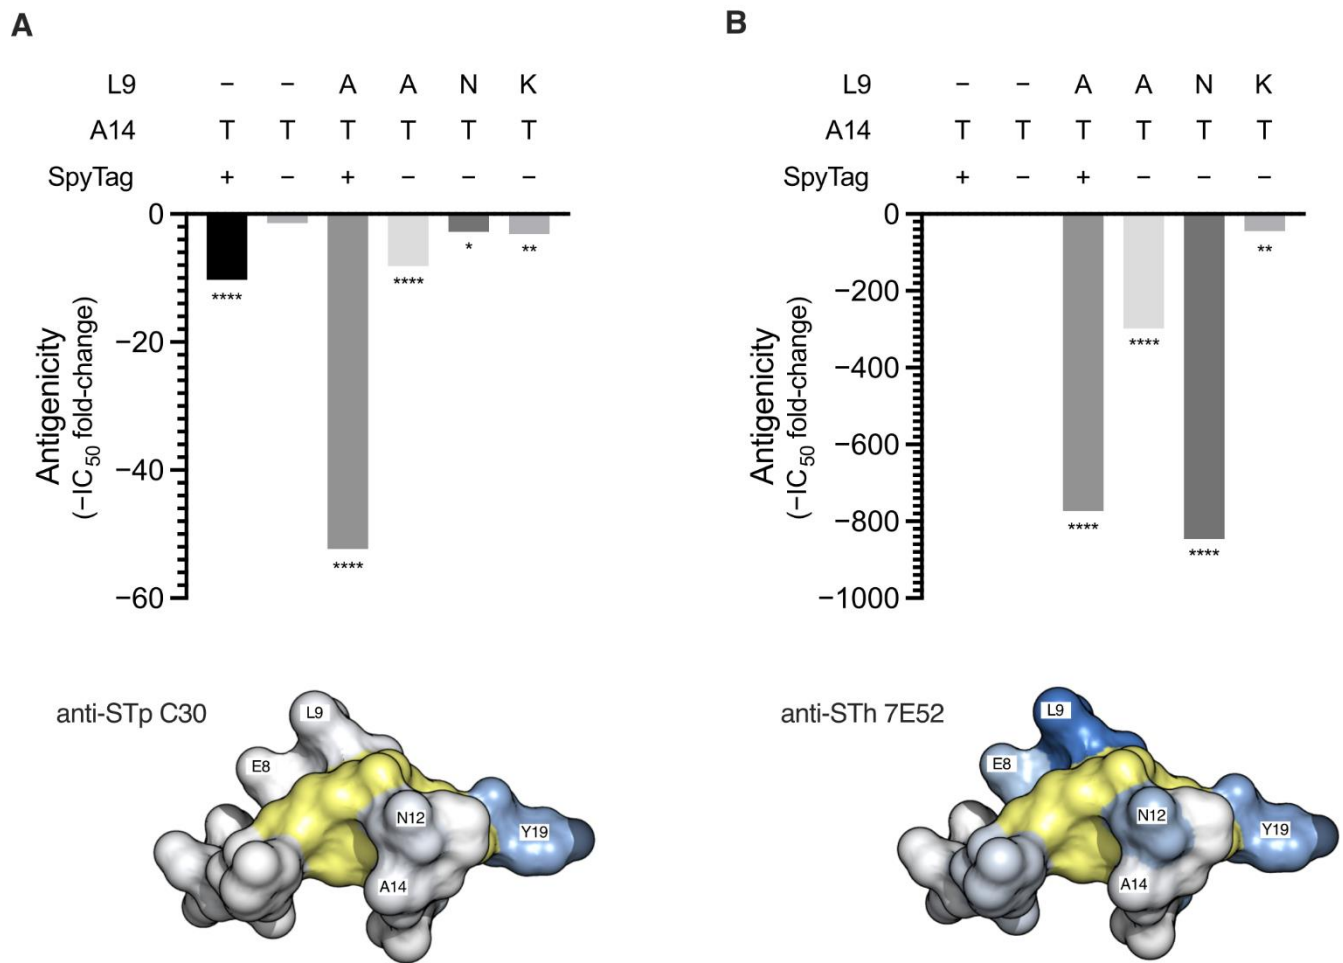 A
L9 – – A A N K
A14 T T T T T T
SpyTag + – + – – –
Antigenicity
(−IC50 fold-change)
0
−20
−40
−60
****
****
****
*
**
anti-STp C30
L9
E8
N12
Y19
A14
B
L9 – – A A N K
A14 T T T T T T
SpyTag + – + – – –
Antigenicity
(−IC50 fold-change)
0
−200
−400
−600
−800
−1000
****
****
****
**
anti-STh 7E52
L9
E8
N12
Y19
A14